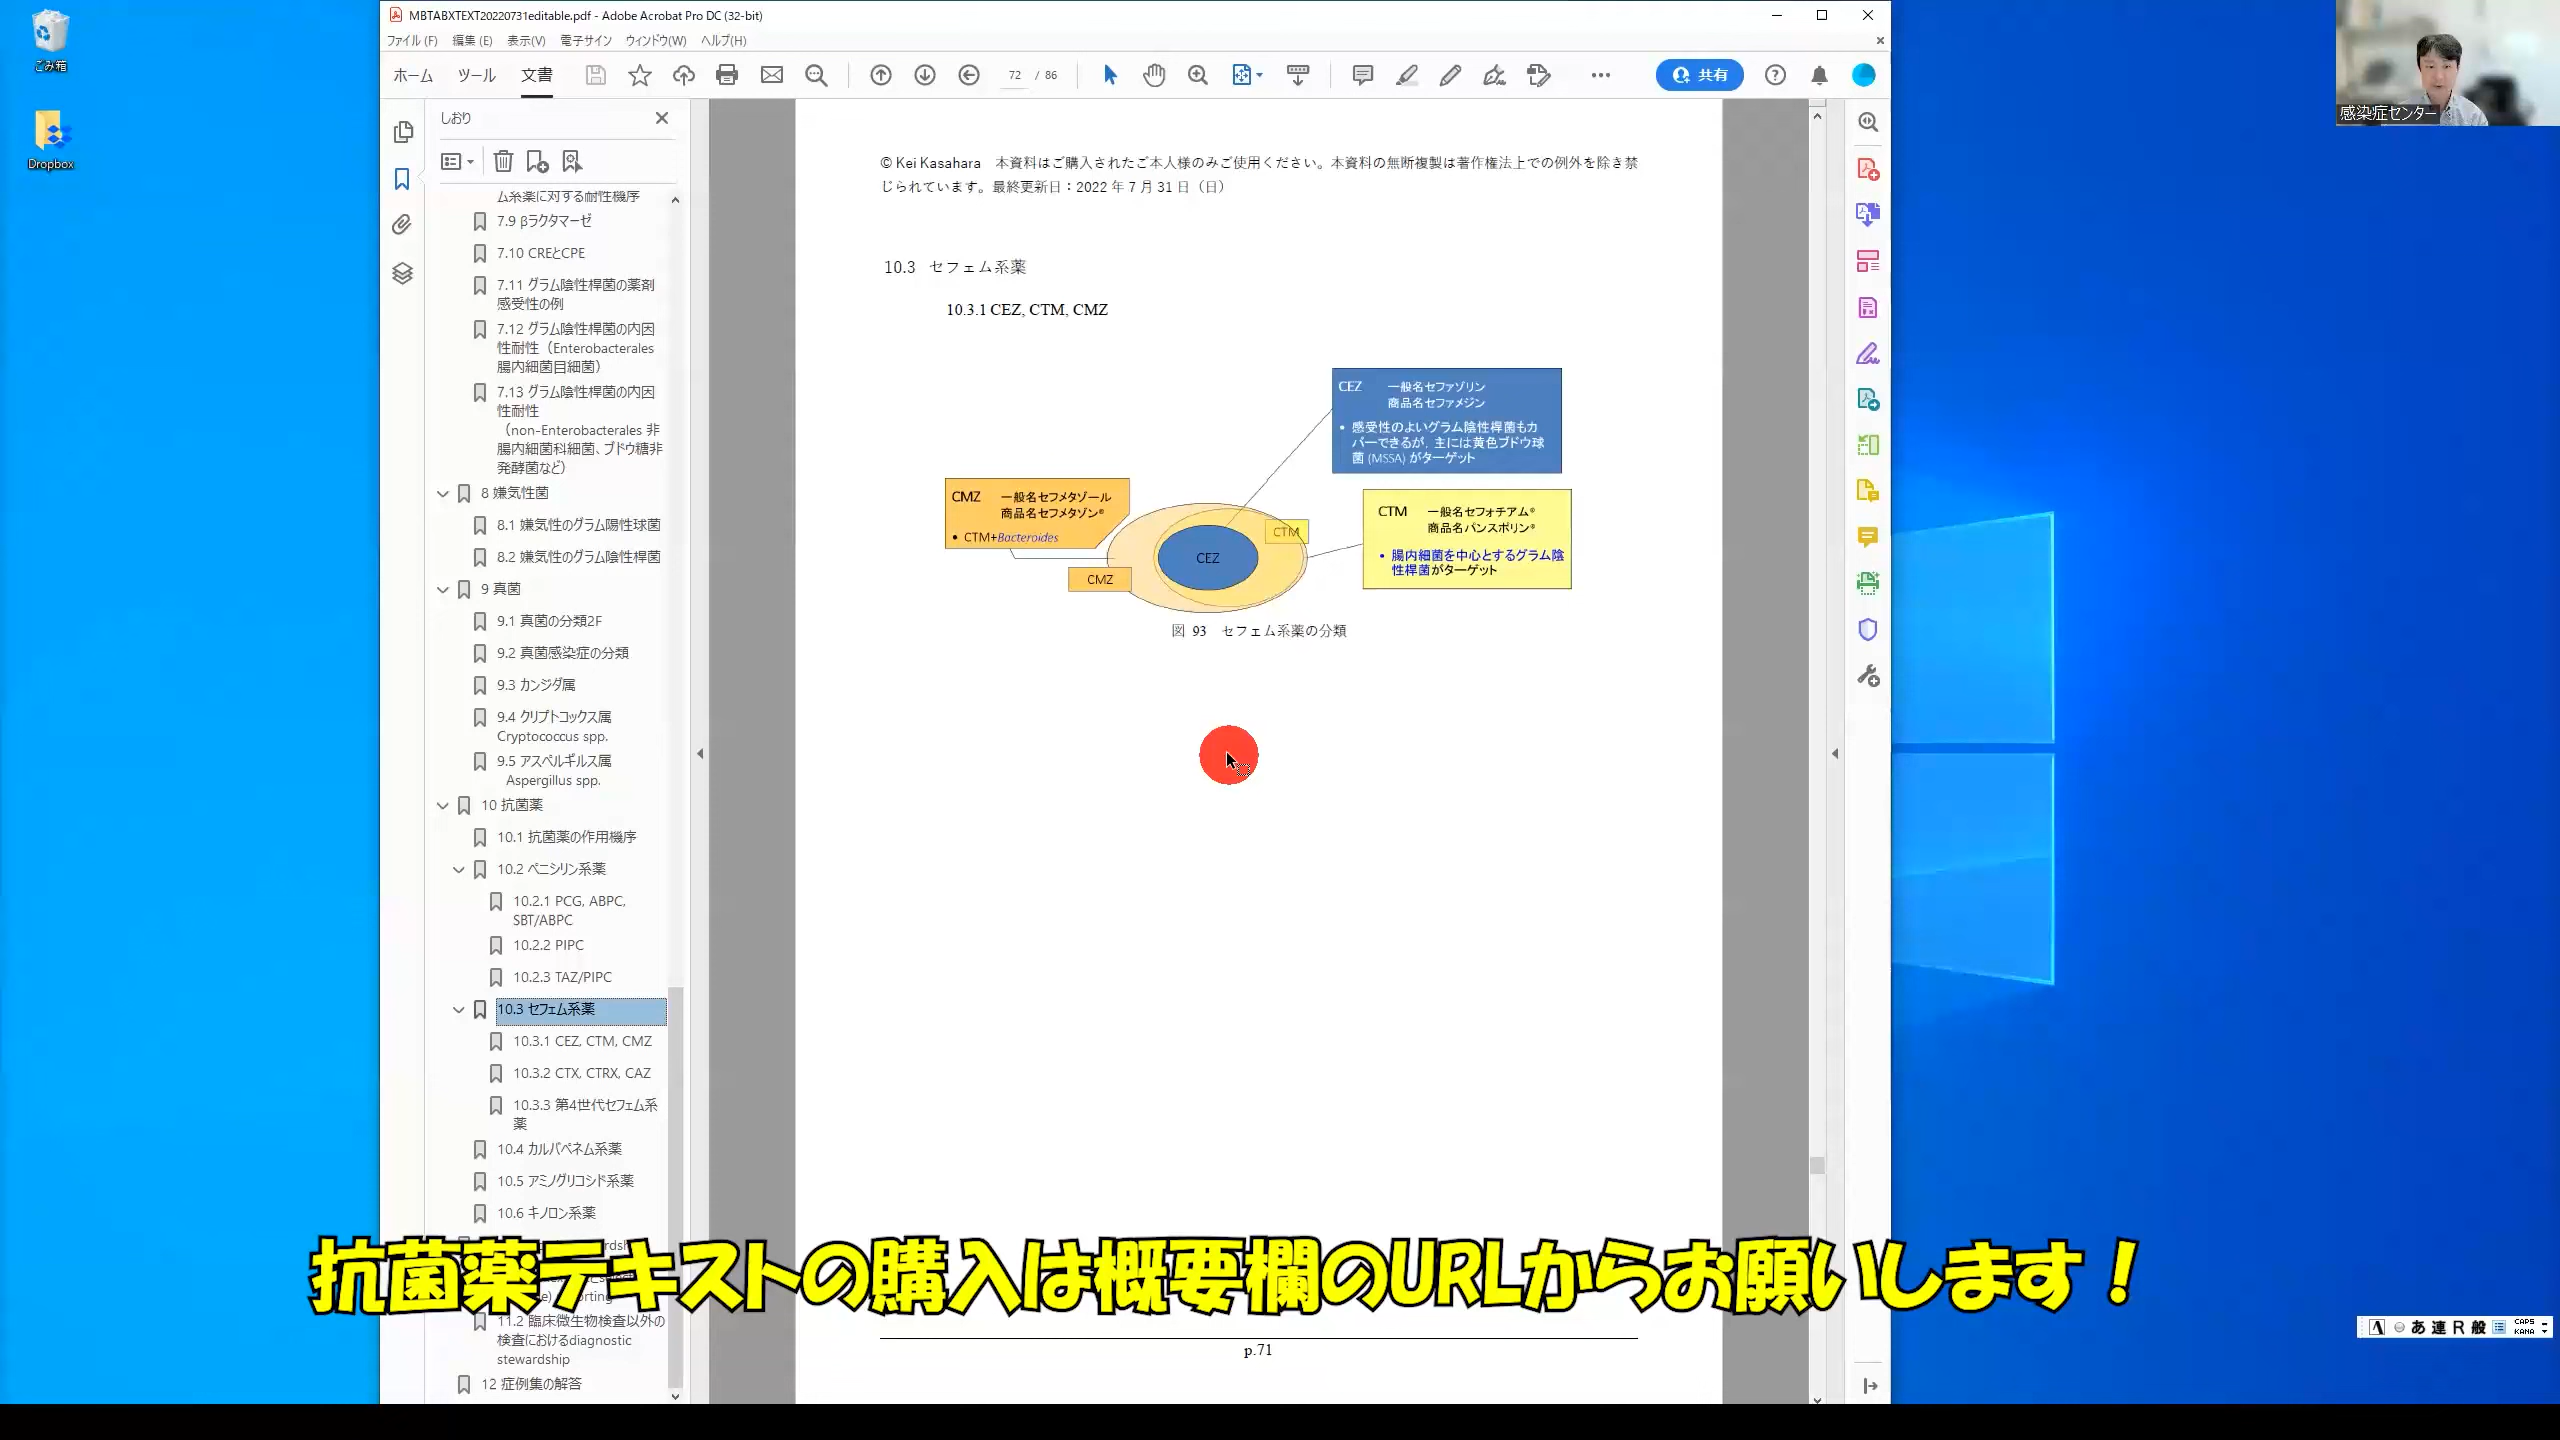 ごみ箱
Dropbox
MBTABXTEXT20220731editable.pdf - Adobe Acrobat Pro DC (32-bit)
ファイル(F) 編集(E) 表示(V) 電子サイン ウィンドウ(W) ヘルプ(H)
ホーム ツール 文書
72 / 86
共有
感染症センター
しおり
ム系薬に対する耐性機序
7.9 βラクタマーゼ
7.10 CREとCPE
7.11 グラム陰性桿菌の薬剤
感受性の例
7.12 グラム陰性桿菌の内因
性耐性（Enterobacterales
腸内細菌目細菌）
7.13 グラム陰性桿菌の内因
性耐性
（non-Enterobacterales 非
腸内細菌科細菌、ブドウ糖非
発酵菌など）
8 嫌気性菌
8.1 嫌気性のグラム陽性球菌
8.2 嫌気性のグラム陰性桿菌
9 真菌
9.1 真菌の分類2F
9.2 真菌感染症の分類
9.3 カンジダ属
9.4 クリプトコックス属
Cryptococcus spp.
9.5 アスペルギルス属
Aspergillus spp.
10 抗菌薬
10.1 抗菌薬の作用機序
10.2 ペニシリン系薬
10.2.1 PCG, ABPC,
SBT/ABPC
10.2.2 PIPC
10.2.3 TAZ/PIPC
10.3 セフェム系薬
10.3.1 CEZ, CTM, CMZ
10.3.2 CTX, CTRX, CAZ
10.3.3 第4世代セフェム系
薬
10.4 カルバペネム系薬
10.5 アミノグリコシド系薬
10.6 キノロン系薬
11.2 臨床微生物検査以外の
検査におけるdiagnostic
stewardship
12 症例集の解答
© Kei Kasahara 本資料はご購入されたご本人様のみご使用ください。本資料の無断複製は著作権法上での例外を除き禁
じられています。最終更新日：2022年7月31日（日）
10.3 セフェム系薬
10.3.1 CEZ, CTM, CMZ
CEZ 一般名セファゾリン
商品名セファメジン
• 感受性のよいグラム陰性桿菌もカ
バーできるが，主には黄色ブドウ球
菌(MSSA)がターゲット
CMZ 一般名セフメタゾール
商品名セフメタゾン®
• CTM+Bacteroides
CTM 一般名セフォチアム®
商品名パンスポリン®
• 腸内細菌を中心とするグラム陰
性桿菌がターゲット
CTM
CEZ
CMZ
図 93 セフェム系薬の分類
抗菌薬テキストの購入は概要欄のURLからお願いします！
p.71
A あ 連 R 般 CAPS
KANA